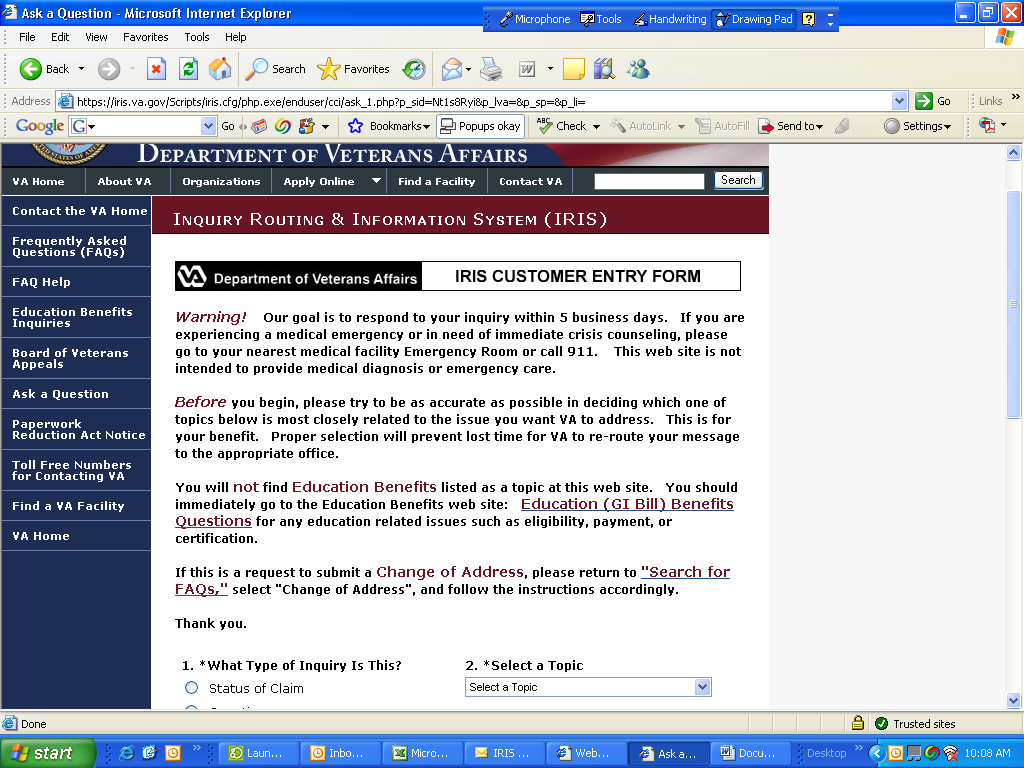 Ask a Question - Microsoft Internet Explorer
Microphone Tools Handwriting Drawing Pad ?
File Edit View Favorites Tools Help
Back Search Favorites
Address https://iris.va.gov/Scripts/iris.cfg/php.exe/enduser/cci/ask_1.php?p_sid=Nt1s8Ryi&p_lva=&p_sp=&p_li= Go Links »
Google G Go Bookmarks Popups okay ABC Check AutoLink AutoFill Send to Settings
DEPARTMENT OF VETERANS AFFAIRS
VA Home About VA Organizations Apply Online Find a Facility Contact VA Search
Contact the VA Home
Frequently Asked
Questions (FAQs)
FAQ Help
Education Benefits
Inquiries
Board of Veterans
Appeals
Ask a Question
Paperwork
Reduction Act Notice
Toll Free Numbers
for Contacting VA
Find a VA Facility
VA Home
INQUIRY ROUTING & INFORMATION SYSTEM (IRIS)
VA Department of Veterans Affairs IRIS CUSTOMER ENTRY FORM
Warning! Our goal is to respond to your inquiry within 5 business days. If you are
experiencing a medical emergency or in need of immediate crisis counseling, please
go to your nearest medical facility Emergency Room or call 911. This web site is not
intended to provide medical diagnosis or emergency care.
Before you begin, please try to be as accurate as possible in deciding which one of
topics below is most closely related to the issue you want VA to address. This is for
your benefit. Proper selection will prevent lost time for VA to re-route your message
to the appropriate office.
You will not find Education Benefits listed as a topic at this web site. You should
immediately go to the Education Benefits web site: Education (GI Bill) Benefits
Questions for any education related issues such as eligibility, payment, or
certification.
If this is a request to submit a Change of Address, please return to "Search for
FAQs," select "Change of Address", and follow the instructions accordingly.
Thank you.
1. *What Type of Inquiry Is This? 2. *Select a Topic
Status of Claim Select a Topic
Done Trusted sites
start » Laun... Inbo... Micro... IRIS ... Web... Ask a... Docu... Desktop » 10:08 AM